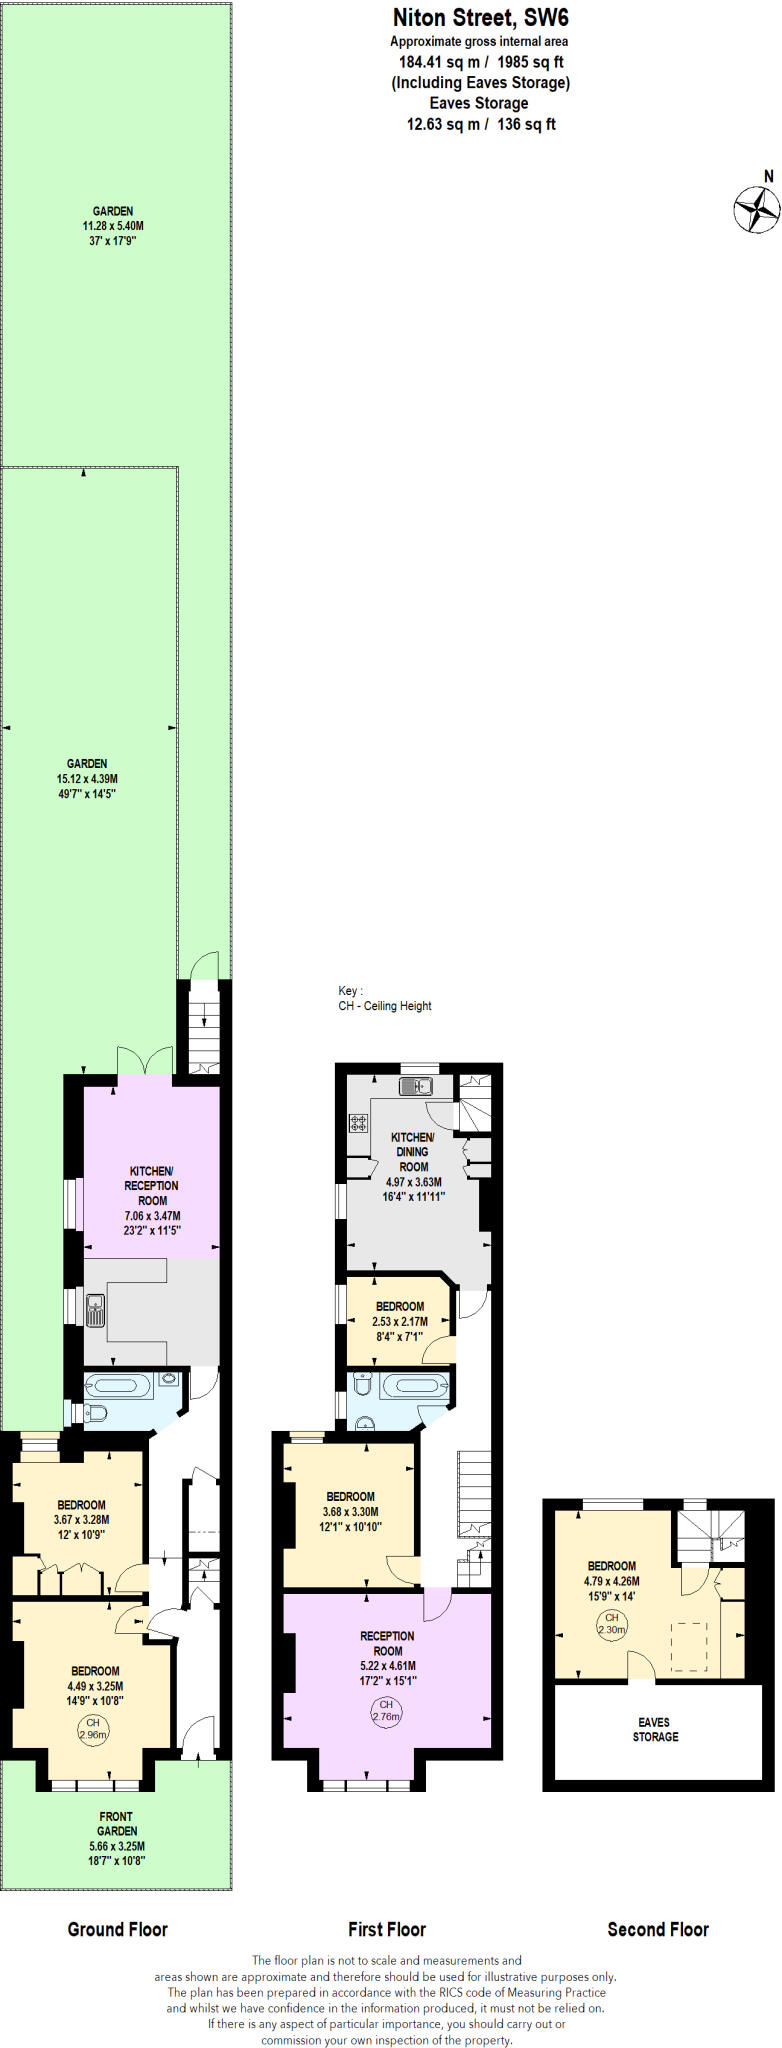 Niton Street, SW6
Approximate gross internal area
184.41 sq m / 1985 sq ft
(Including Eaves Storage)
Eaves Storage
12.63 sq m / 136 sq ft
N
GARDEN
11.28 x 5.40M
37' x 17'9"
GARDEN
15.12 x 4.39M
49'7" x 14'5"
Key :
CH - Ceiling Height
KITCHEN/
RECEPTION
ROOM
7.06 x 3.47M
23'2" x 11'5"
KITCHEN/
DINING
ROOM
4.97 x 3.63M
16'4" x 11'11"
BEDROOM
2.53 x 2.17M
8'4" x 7'1"
BEDROOM
3.67 x 3.28M
12' x 10'9"
BEDROOM
3.68 x 3.30M
12'1" x 10'10"
BEDROOM
4.79 x 4.26M
15'9" x 14'
CH
2.30m
BEDROOM
4.49 x 3.25M
14'9" x 10'8"
CH
2.96m
RECEPTION
ROOM
5.22 x 4.61M
17'2" x 15'1"
CH
2.76m
EAVES
STORAGE
FRONT
GARDEN
5.66 x 3.25M
18'7" x 10'8"
Ground Floor
First Floor
Second Floor
The floor plan is not to scale and measurements and
areas shown are approximate and therefore should be used for illustrative purposes only.
The plan has been prepared in accordance with the RICS code of Measuring Practice
and whilst we have confidence in the information produced, it must not be relied on.
If there is any aspect of particular importance, you should carry out or
commission your own inspection of the property.